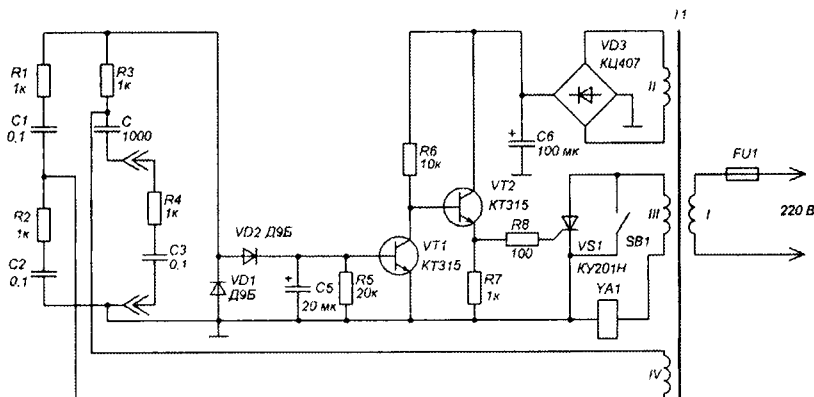 T1
R1
1к
R3
1к
VD3
КЦ407
II
C1
0,1
C
1000
C6
100 мк
R6
10к
FU1
R4
1к
VT2
КТ315
R2
1к
R8
100
III
I
220 В
VD2 Д9Б
VT1
КТ315
VS1
КУ201Н
SB1
C3
0,1
C2
0,1
VD1
Д9Б
C5
20 мк
R5
20к
R7
1к
YA1
IV